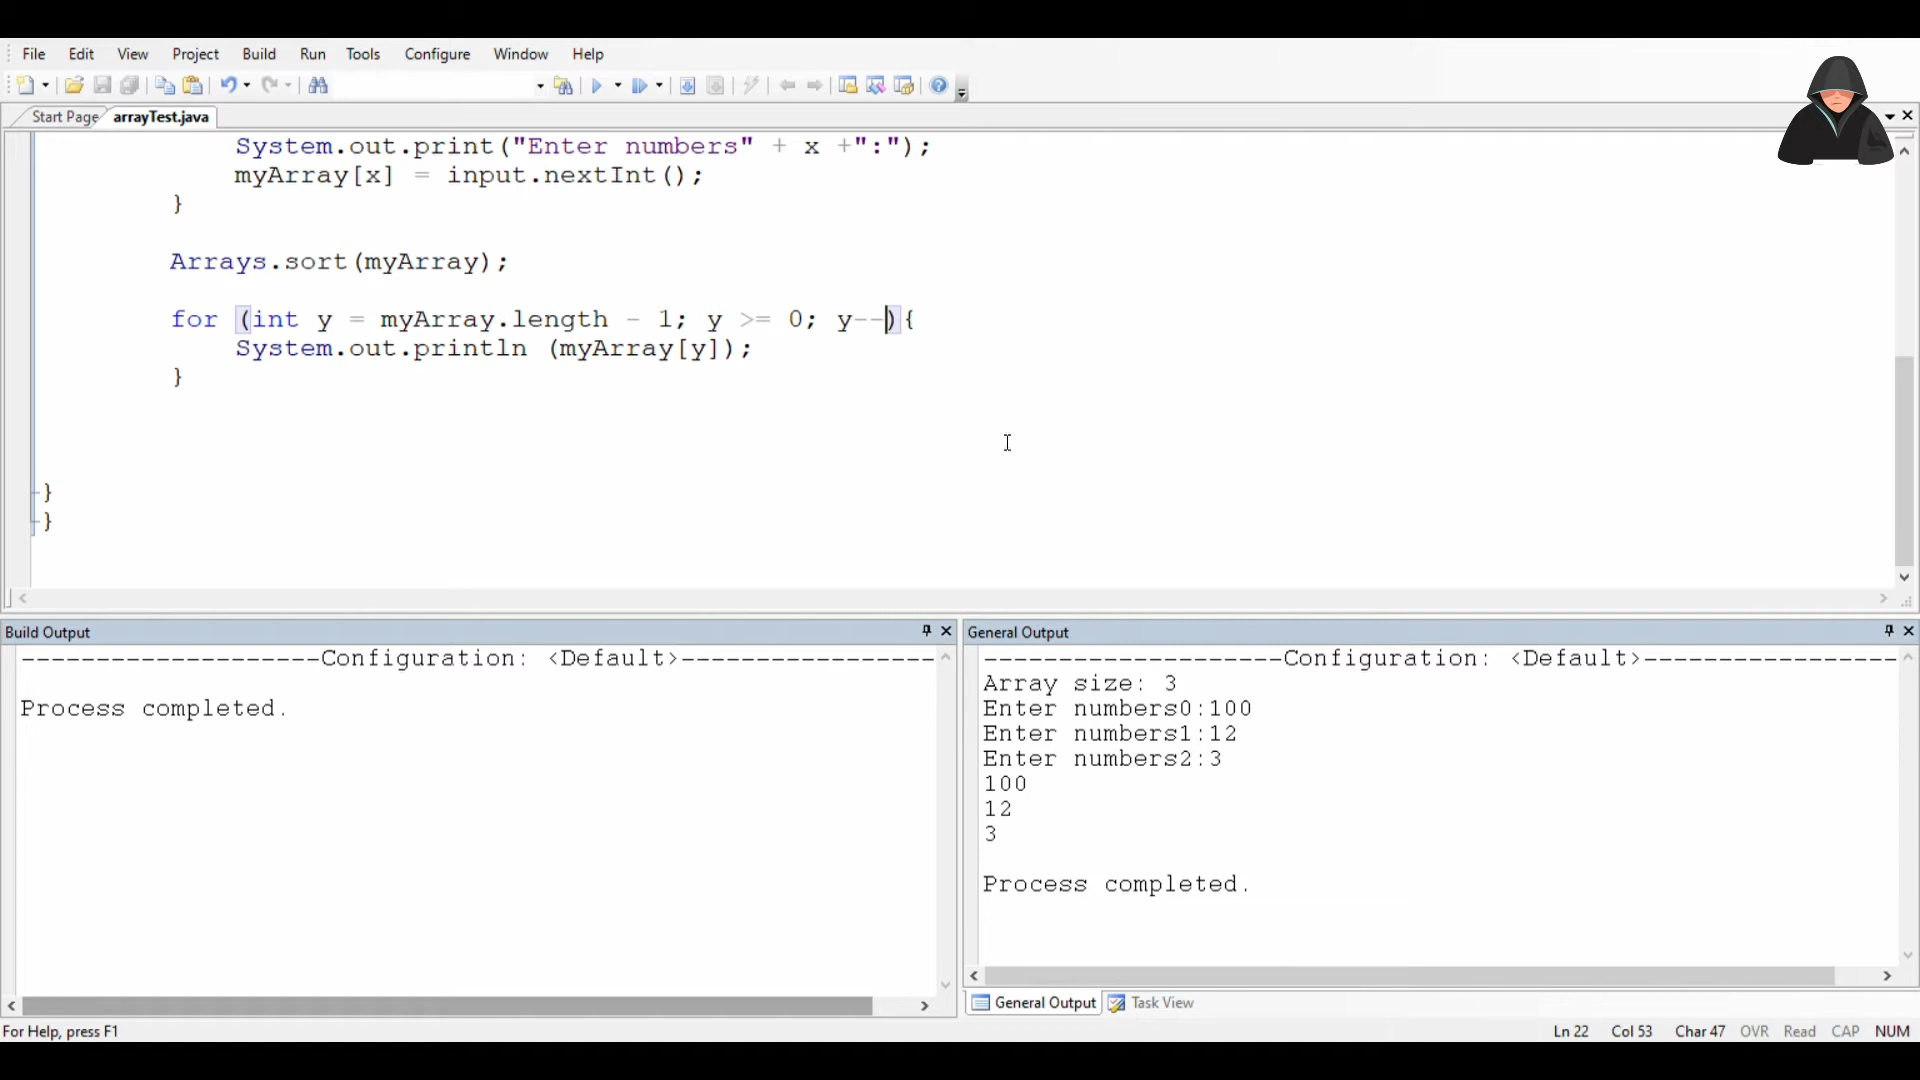 File Edit View Project Build Run Tools Configure Window Help
Start Page arrayTest.java
System.out.print("Enter numbers" + x +":");
myArray[x] = input.nextInt();
}
Arrays.sort(myArray);
for (int y = myArray.length - 1; y >= 0; y--){
System.out.println (myArray[y]);
}
}
}
Build Output
--------------------Configuration: <Default>-----------------
Process completed.
General Output
--------------------Configuration: <Default>-----------------
Array size: 3
Enter numbers0:100
Enter numbers1:12
Enter numbers2:3
100
12
3
Process completed.
General Output Task View
For Help, press F1
Ln 22 Col 53 Char 47 OVR Read CAP NUM